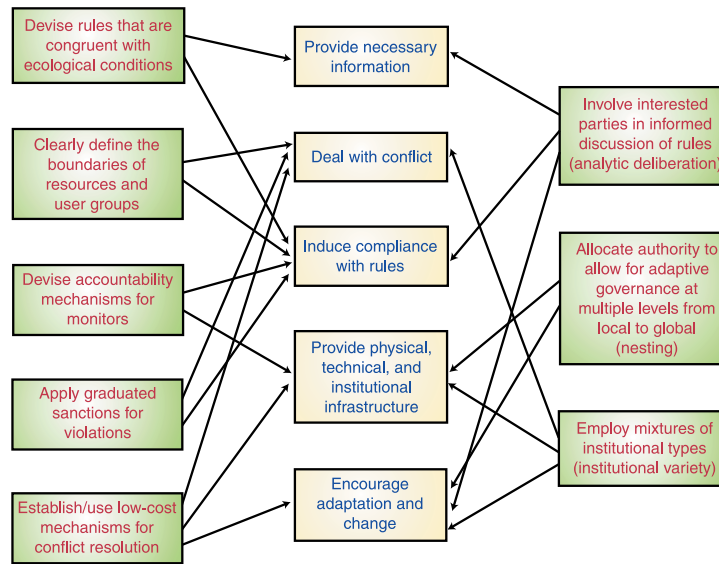 Devise rules that are
congruent with
ecological conditions
Clearly define the
boundaries of
resources and
user groups
Devise accountability
mechanisms for
monitors
Apply graduated
sanctions for
violations
Establish/use low-cost
mechanisms for
conflict resolution
Provide necessary
information
Deal with conflict
Induce compliance
with rules
Provide physical,
technical, and
institutional
infrastructure
Encourage
adaptation and
change
Involve interested
parties in informed
discussion of rules
(analytic deliberation)
Allocate authority to
allow for adaptive
governance at
multiple levels from
local to global
(nesting)
Employ mixtures of
institutional types
(institutional variety)